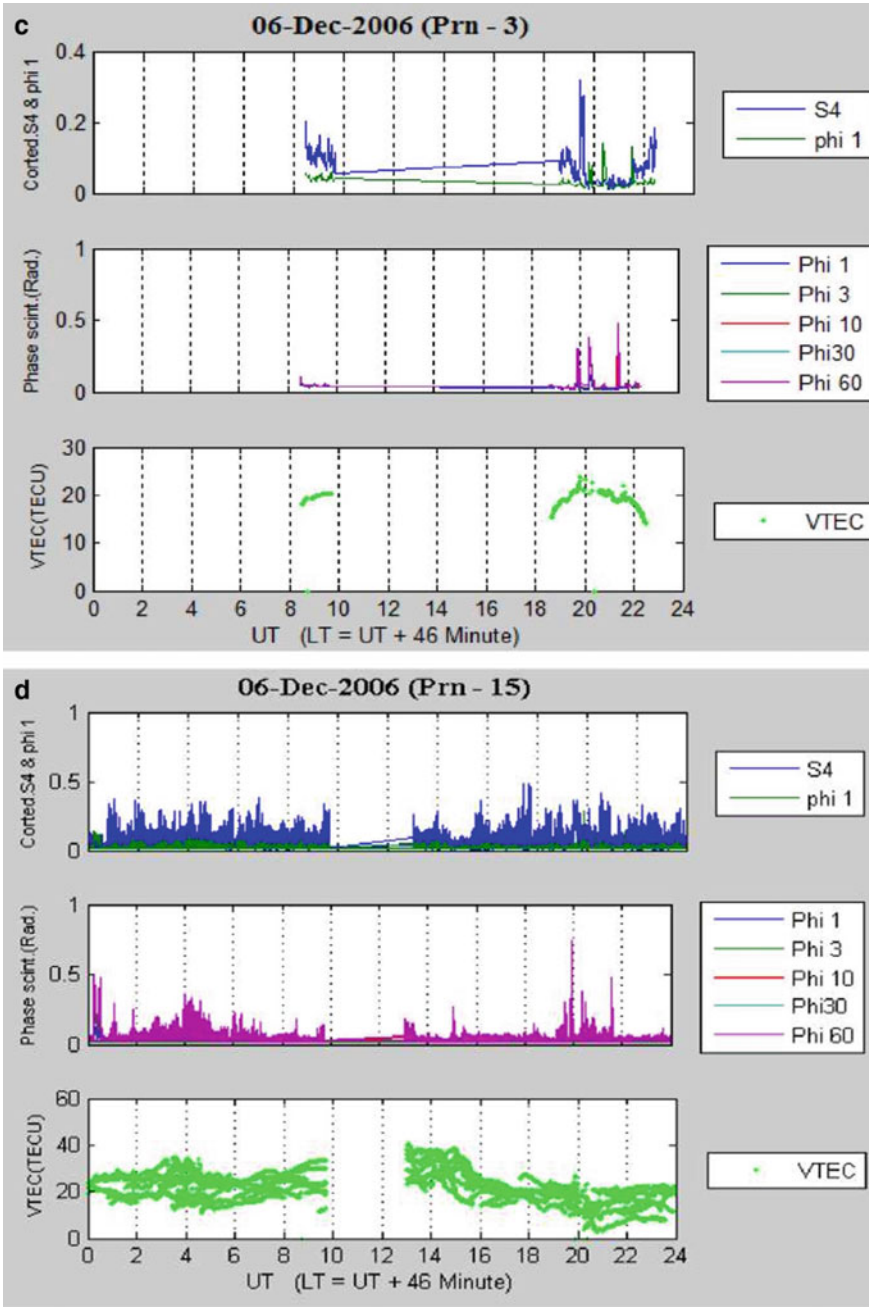 c
06-Dec-2006 (Prn - 3)
Corted.S4 & phi 1
0.4
0.2
0
S4
phi 1
Phase scint.(Rad.)
1
0.5
0
Phi 1
Phi 3
Phi 10
Phi30
Phi 60
VTEC(TECU)
30
20
10
0
VTEC
0 2 4 6 8 10 12 14 16 18 20 22 24
UT (LT = UT + 46 Minute)
d
06-Dec-2006 (Prn - 15)
Corted.S4 & phi 1
1
0.5
0
S4
phi 1
Phase scint.(Rad.)
1
0.5
0
Phi 1
Phi 3
Phi 10
Phi30
Phi 60
VTEC(TECU)
60
40
20
0
VTEC
0 2 4 6 8 10 12 14 16 18 20 22 24
UT (LT = UT + 46 Minute)